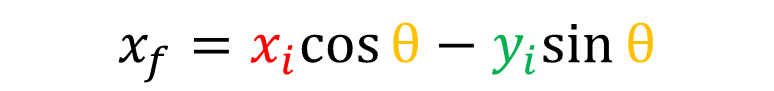 x_f = x_i cos θ − y_i sin θ